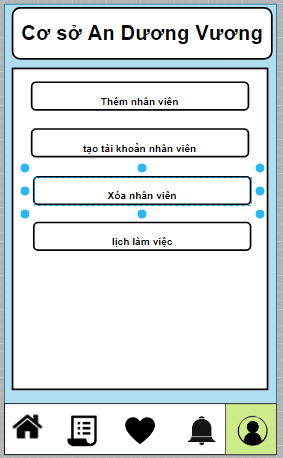 Cơ sở An Dương Vương
Thêm nhân viên
tạo tài khoản nhân viên
Xóa nhân viên
lịch làm việc